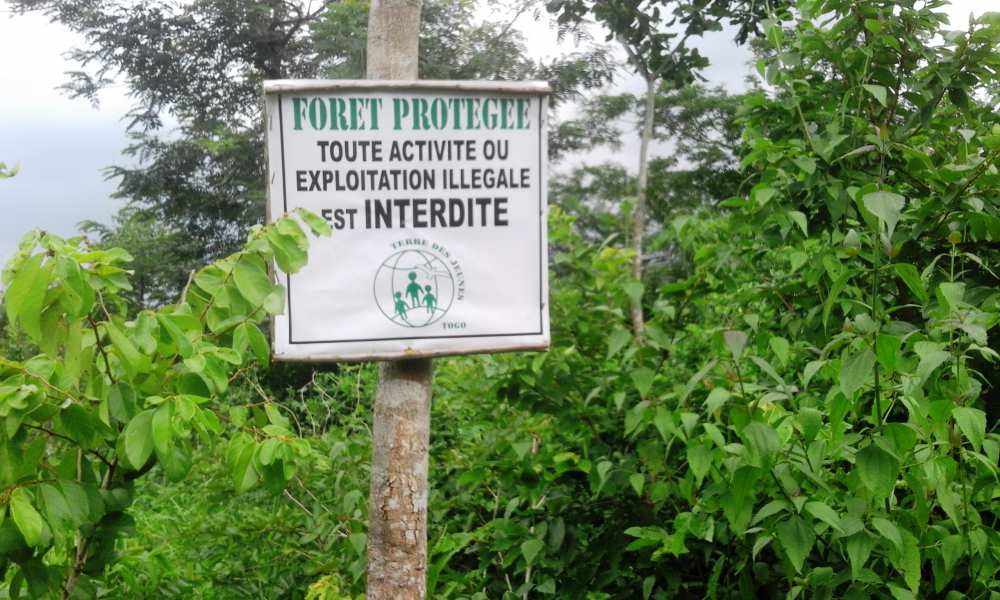 FORET PROTEGEE
TOUTE ACTIVITE OU
EXPLOITATION ILLEGALE
EST INTERDITE
TERRE DES JEUNES
TOGO